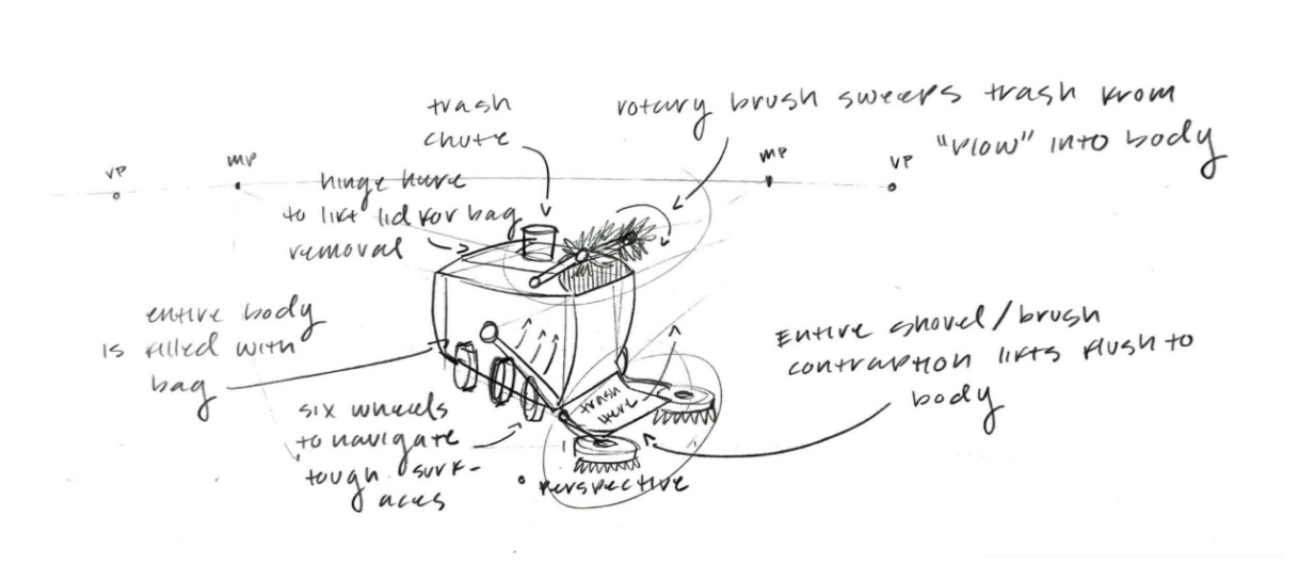 trash
chute
rotary brush sweeps trash from
"plow" into body
VP
MP
MP
VP
hinge here
to lift lid for bag
removal
entire body
is filled with
bag
Entire shovel/brush
contraption lifts flush to
body
trash
here
six wheels
to navigate
tough surf-
aces
perspective